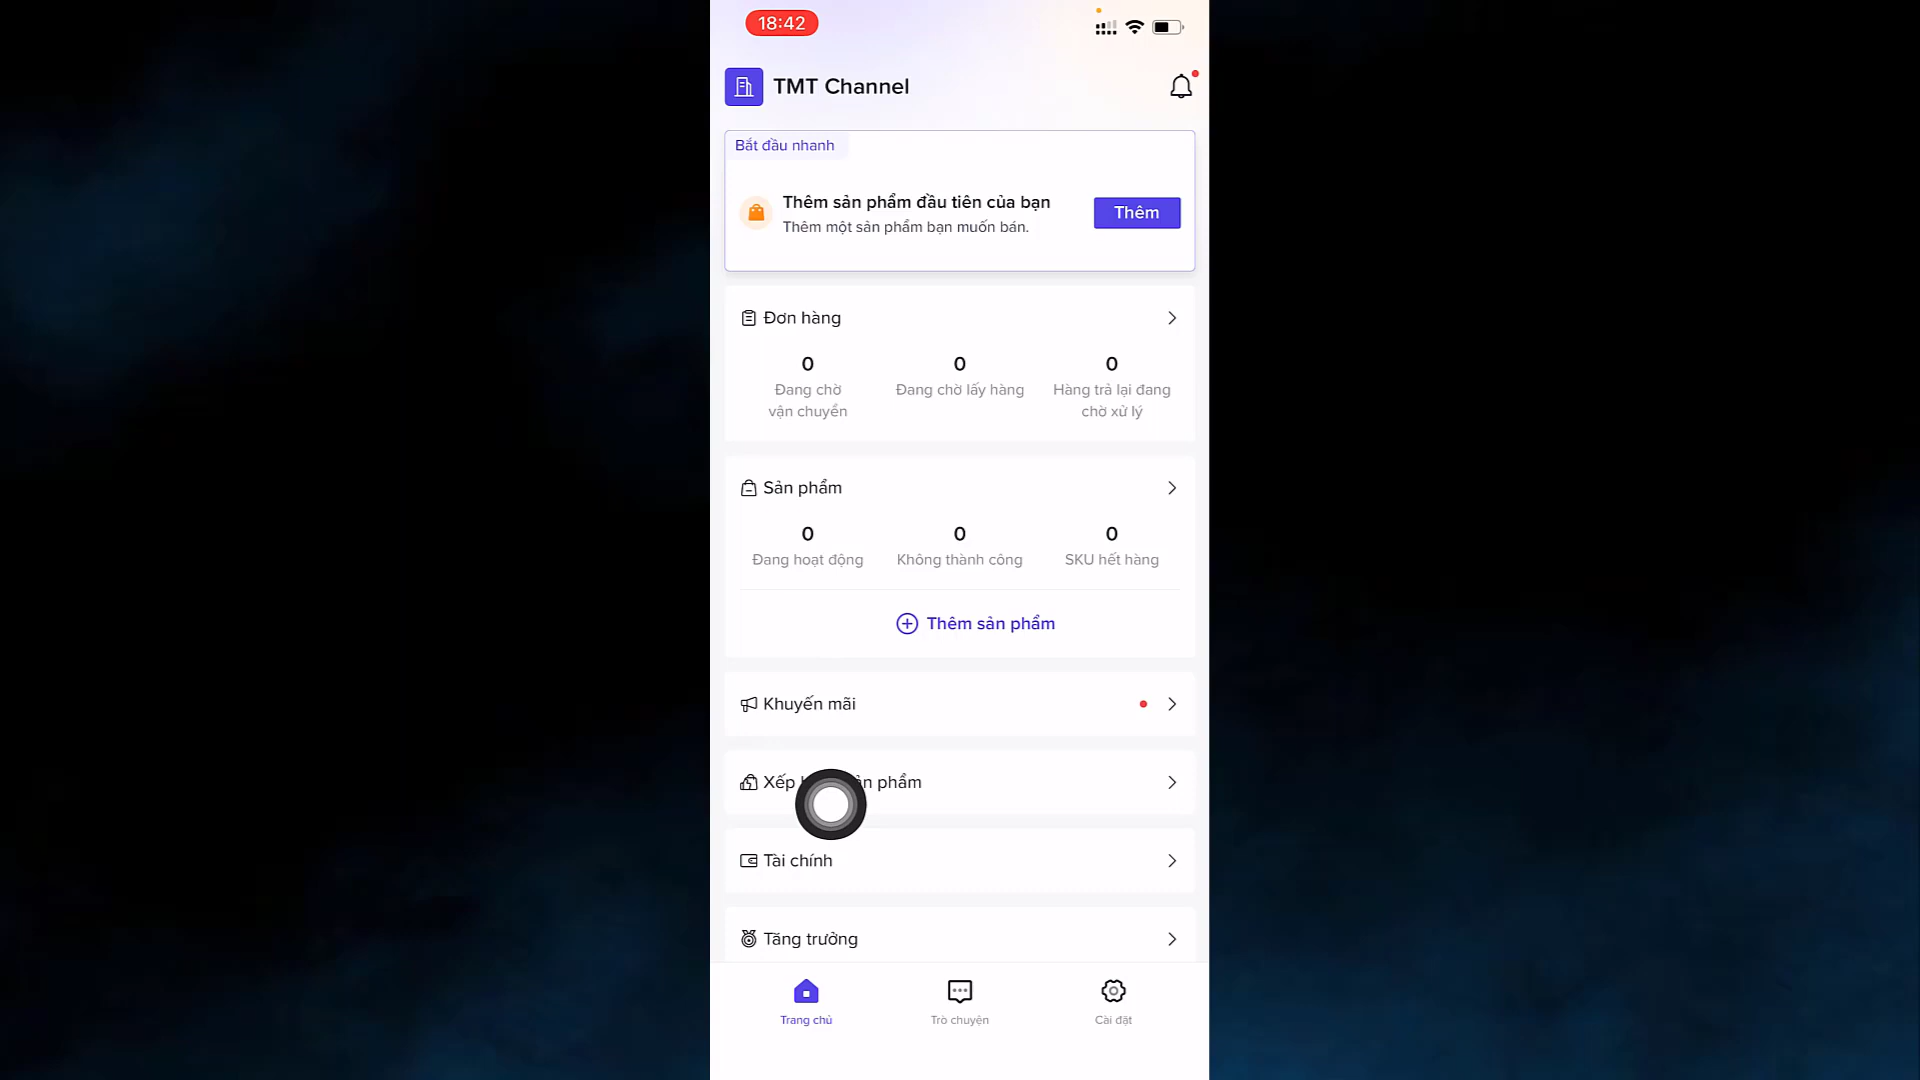 18:42
TMT Channel
Bắt đầu nhanh
Thêm sản phẩm đầu tiên của bạn
Thêm một sản phẩm bạn muốn bán.
Thêm
Đơn hàng
0
Đang chờ
vận chuyển
0
Đang chờ lấy hàng
0
Hàng trả lại đang
chờ xử lý
Sản phẩm
0
Đang hoạt động
0
Không thành công
0
SKU hết hàng
Thêm sản phẩm
Khuyến mãi
Xếp phẩm
Tài chính
Tăng trưởng
Trang chủ
Trò chuyện
Cài đặt